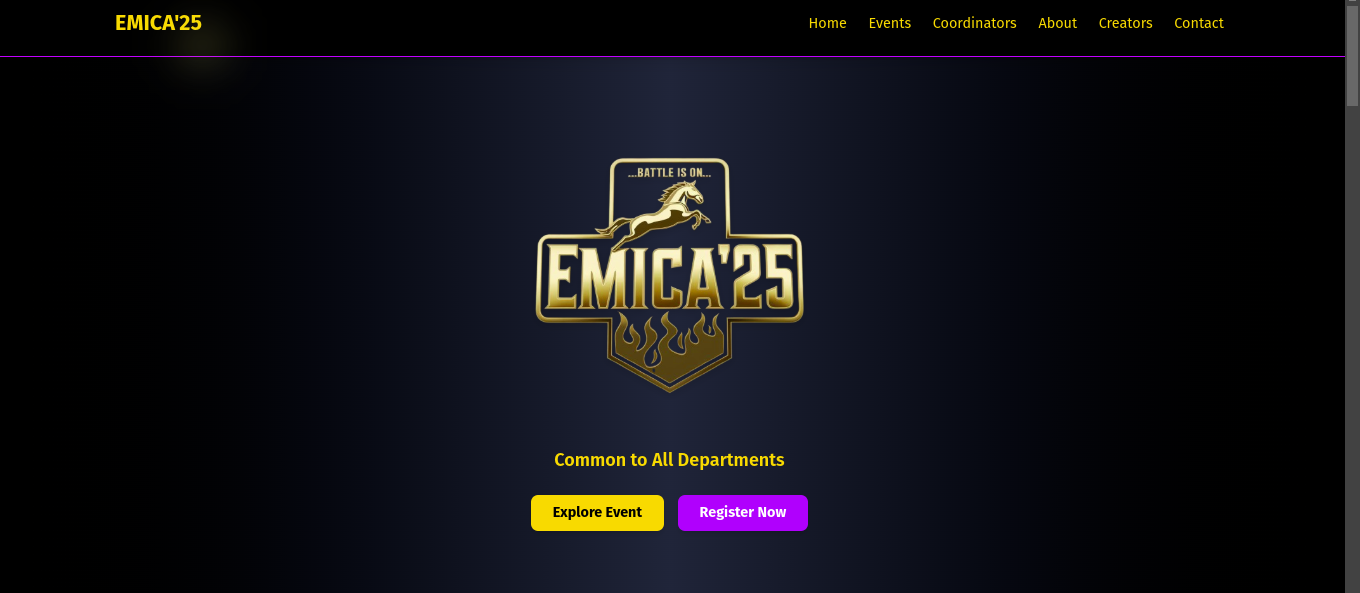 EMICA'25
Home Events Coordinators About Creators Contact
...BATTLE IS ON...
EMICA'25
Common to All Departments
Explore Event
Register Now